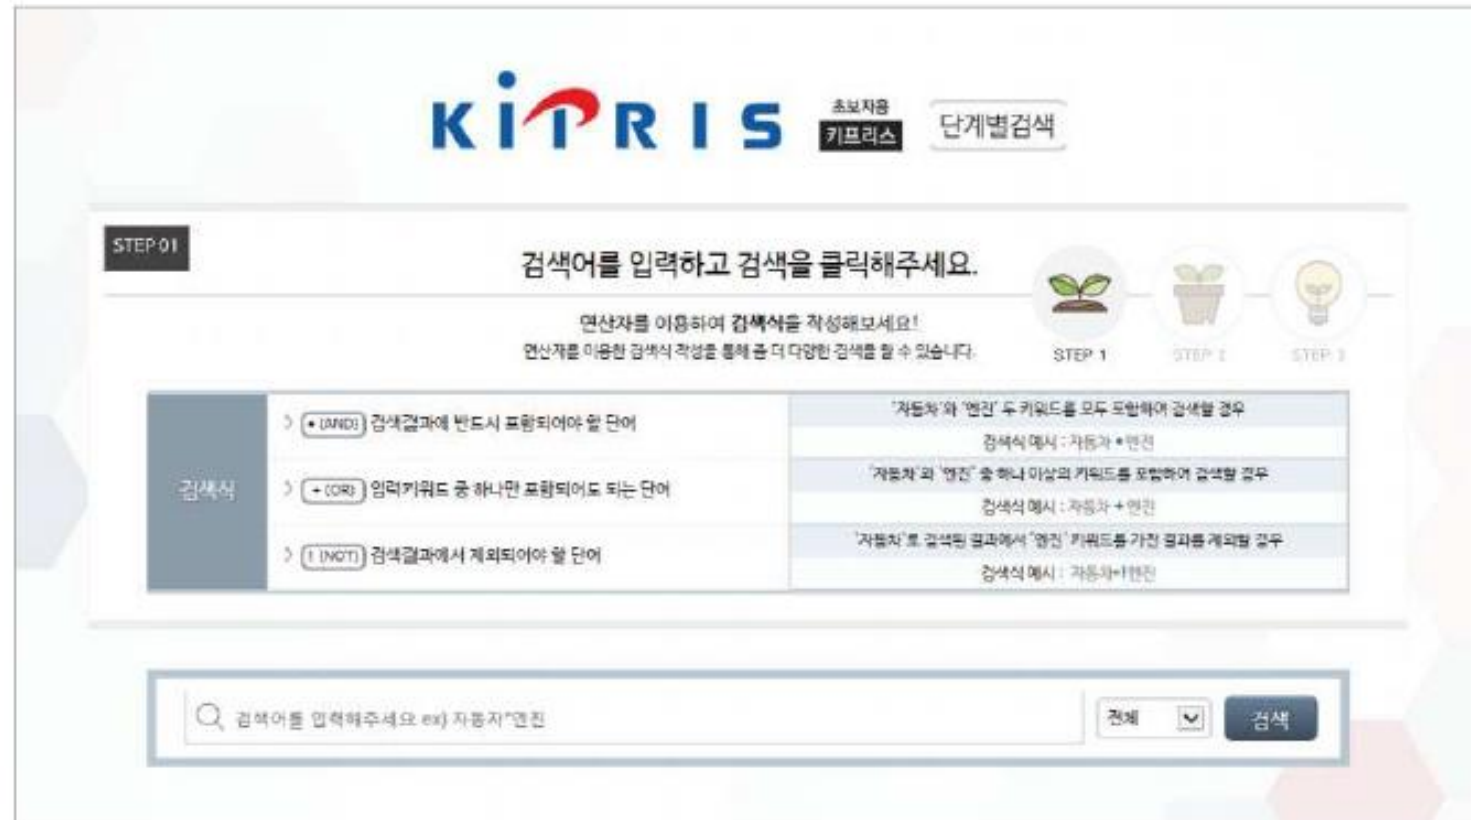 KIPRIS
초보자용
키프리스
단계별검색
STEP 01
검색어를 입력하고 검색을 클릭해주세요.
연산자를 이용하여 검색식을 작성해보세요!
연산자를 이용한 검색식 작성을 통해 좀 더 다양한 검색을 할 수 있습니다.
STEP 1
STEP 2
STEP 3
검색식
> * (AND) 검색결과에 반드시 포함되어야 할 단어
'자동차'와 '엔진' 두 키워드를 모두 포함하여 검색할 경우
검색식 예시 : 자동차 * 엔진
> + (OR) 입력키워드 중 하나만 포함되어도 되는 단어
'자동차'와 '엔진' 중 하나 이상의 키워드를 포함하여 검색할 경우
검색식 예시 : 자동차 + 엔진
> ! (NOT) 검색결과에서 제외되어야 할 단어
'자동차'로 검색된 결과에서 '엔진' 키워드를 가진 결과를 제외할 경우
검색식 예시 : 자동차*!엔진
검색어를 입력해주세요 ex) 자동차*엔진
전체
검색